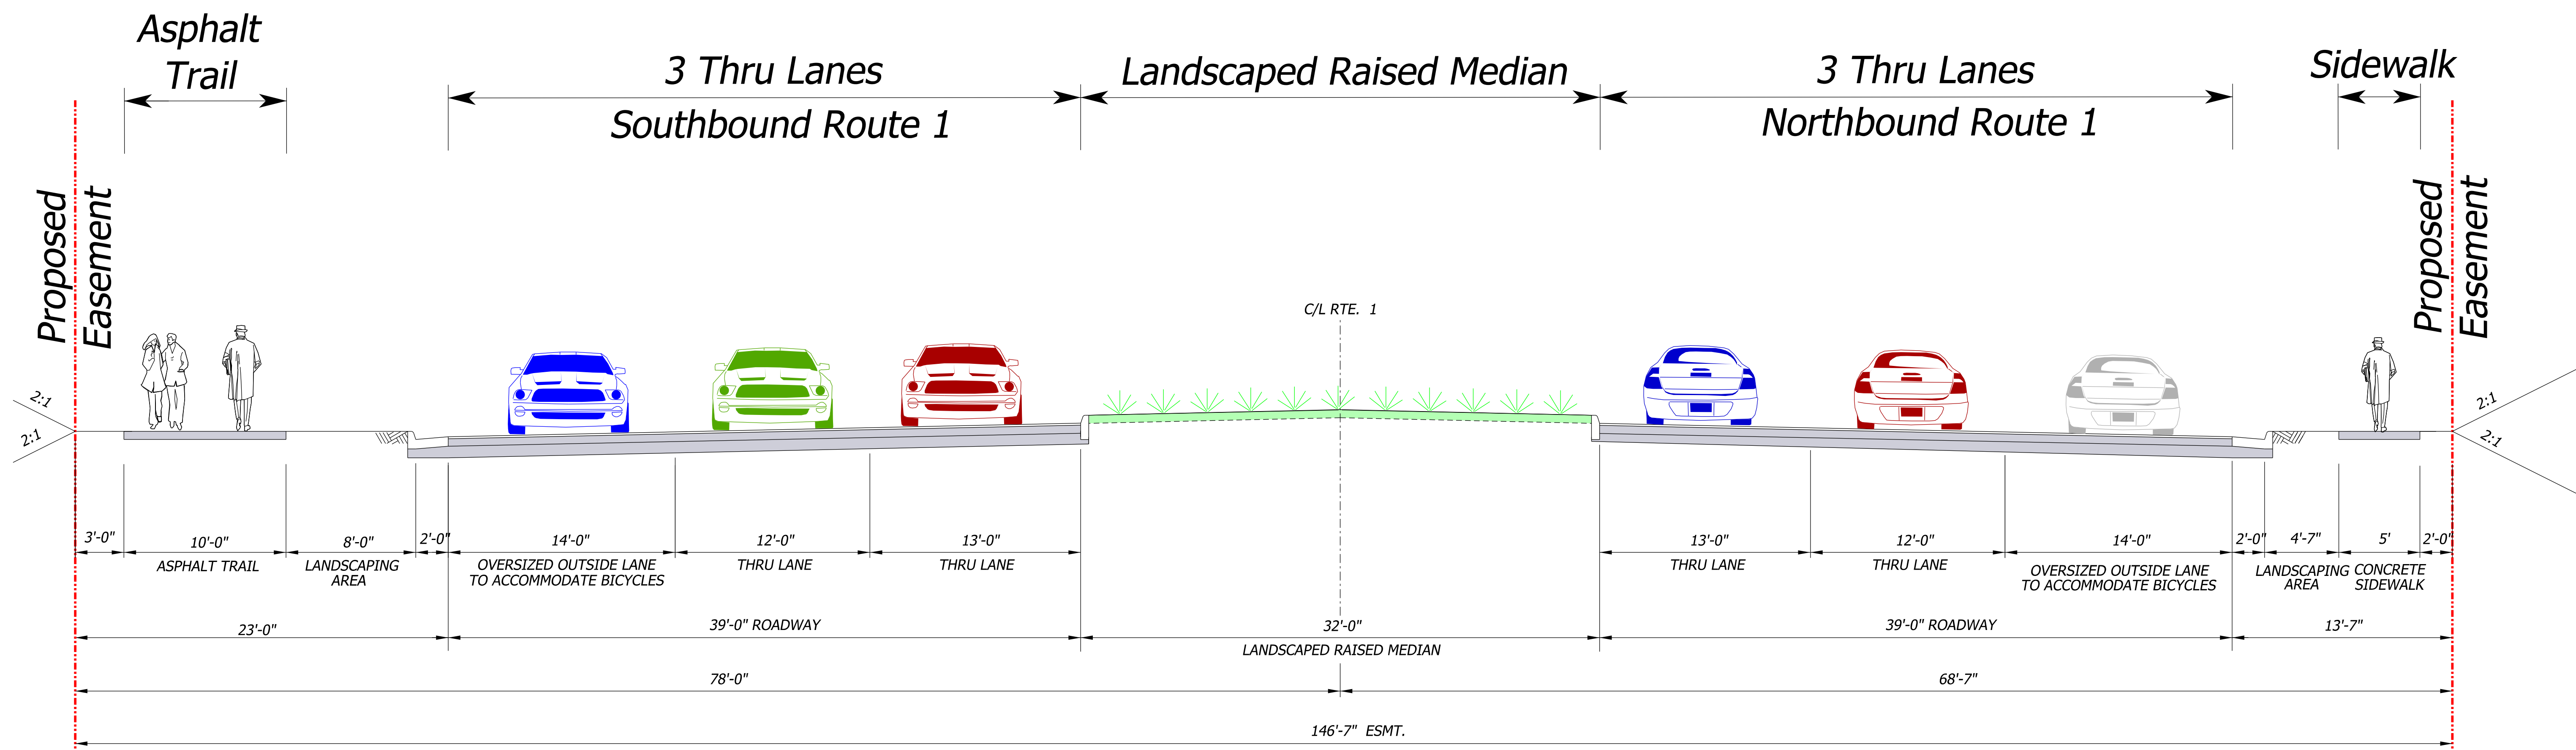 Asphalt
Trail
3 Thru Lanes
Southbound Route 1
Landscaped Raised Median
3 Thru Lanes
Northbound Route 1
Sidewalk
Proposed
Easement
Proposed
Easement
C/L RTE. 1
2:1
2:1
2:1
2:1
3'-0"
10'-0"
8'-0"
2'-0"
14'-0"
12'-0"
13'-0"
13'-0"
12'-0"
14'-0"
2'-0"
4'-7"
5'
2'-0"
ASPHALT TRAIL
LANDSCAPING
AREA
OVERSIZED OUTSIDE LANE
TO ACCOMMODATE BICYCLES
THRU LANE
THRU LANE
THRU LANE
THRU LANE
OVERSIZED OUTSIDE LANE
TO ACCOMMODATE BICYCLES
LANDSCAPING
AREA
CONCRETE
SIDEWALK
23'-0"
39'-0" ROADWAY
32'-0"
LANDSCAPED RAISED MEDIAN
39'-0" ROADWAY
13'-7"
78'-0"
68'-7"
146'-7" ESMT.